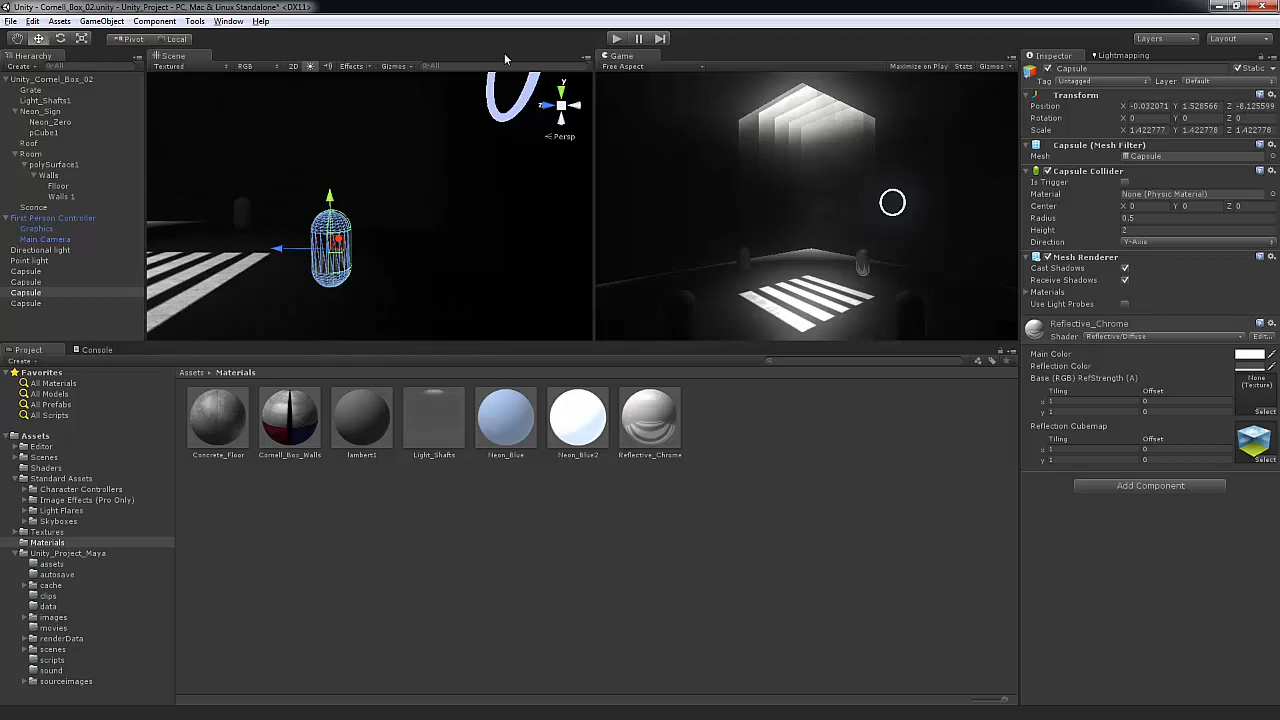 Unity - Cornell_Box_02.unity - Unity_Project - PC, Mac & Linux Standalone* <DX11>
File Edit Assets GameObject Component Tools Window Help
Pivot Local Layers Layout
Hierarchy
Create All
Unity_Cornel_Box_02
Grate
Light_Shafts1
Neon_Sign
Neon_Zero
pCube1
Roof
Room
polySurface1
Walls
Floor
Walls 1
Sconce
First Person Controller
Graphics
Main Camera
Directional light
Point light
Capsule
Capsule
Capsule
Capsule
Scene
Textured RGB 2D Effects Gizmos All
y
z
Persp
Game
Free Aspect Maximize on Play Stats Gizmos
Inspector Lightmapping
Capsule Static
Tag Untagged Layer Default
Transform
Position X -0.032071 Y 1.528566 Z -8.125599
Rotation X 0 Y 0 Z 0
Scale X 1.422777 Y 1.422778 Z 1.422778
Capsule (Mesh Filter)
Mesh Capsule
Capsule Collider
Is Trigger
Material None (Physic Material)
Center X 0 Y 0 Z 0
Radius 0.5
Height 2
Direction Y-Axis
Mesh Renderer
Cast Shadows
Receive Shadows
Materials
Use Light Probes
Reflective_Chrome
Shader Reflective/Diffuse Edit...
Main Color
Reflection Color
Base (RGB) RefStrength (A)
None (Texture)
Tiling Offset
x 1 0
y 1 0
Select
Reflection Cubemap
Tiling Offset
x 1 0
y 1 0
Select
Add Component
Project Console
Create
Favorites
All Materials
All Models
All Prefabs
All Scripts
Assets
Editor
Scenes
Shaders
Standard Assets
Character Controllers
Image Effects (Pro Only)
Light Flares
Skyboxes
Textures
Materials
Unity_Project_Maya
assets
autosave
cache
clips
data
images
movies
renderData
scenes
scripts
sound
sourceimages
Assets ▸ Materials
Concrete_Floor Cornell_Box_Walls lambert1 Light_Shafts Neon_Blue Neon_Blue2 Reflective_Chrome